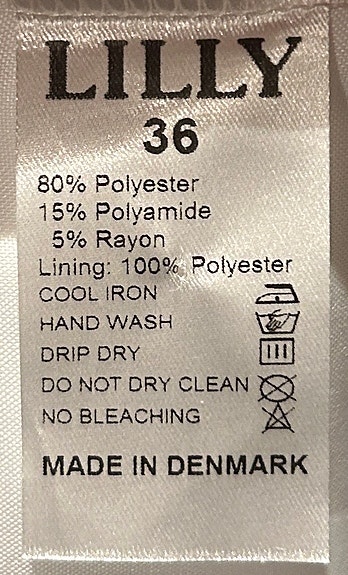 LILLY
36
80% Polyester
15% Polyamide
5% Rayon
Lining: 100% Polyester
COOL IRON
HAND WASH
DRIP DRY
DO NOT DRY CLEAN
NO BLEACHING
MADE IN DENMARK